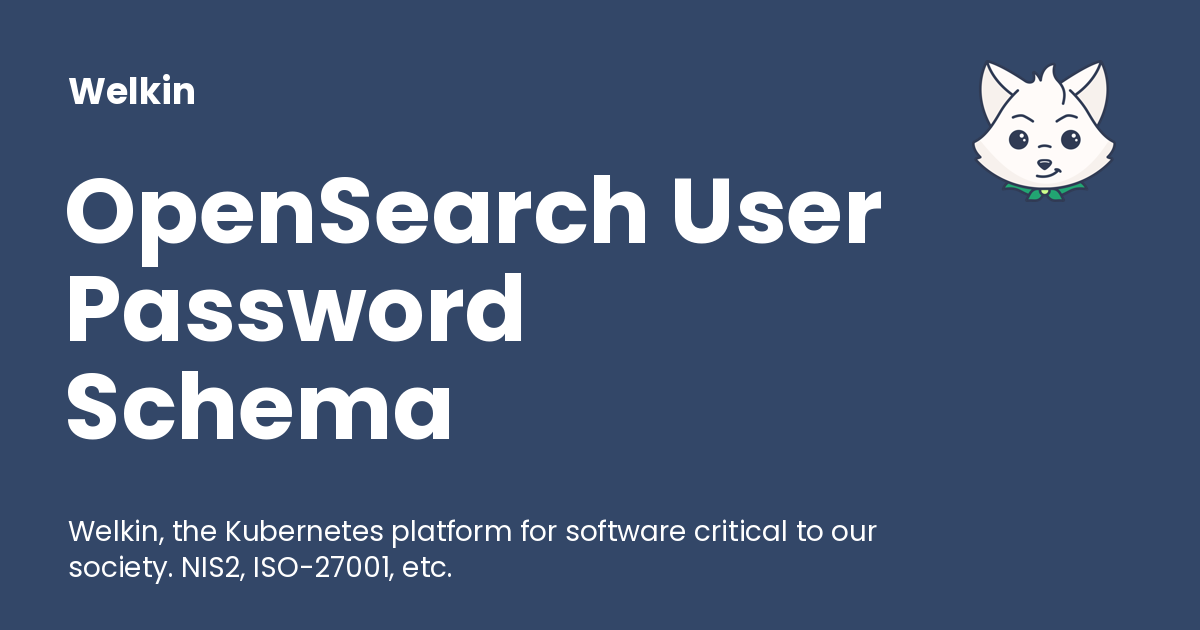 Welkin
OpenSearch User
Password
Schema
Welkin, the Kubernetes platform for software critical to our
society. NIS2, ISO-27001, etc.